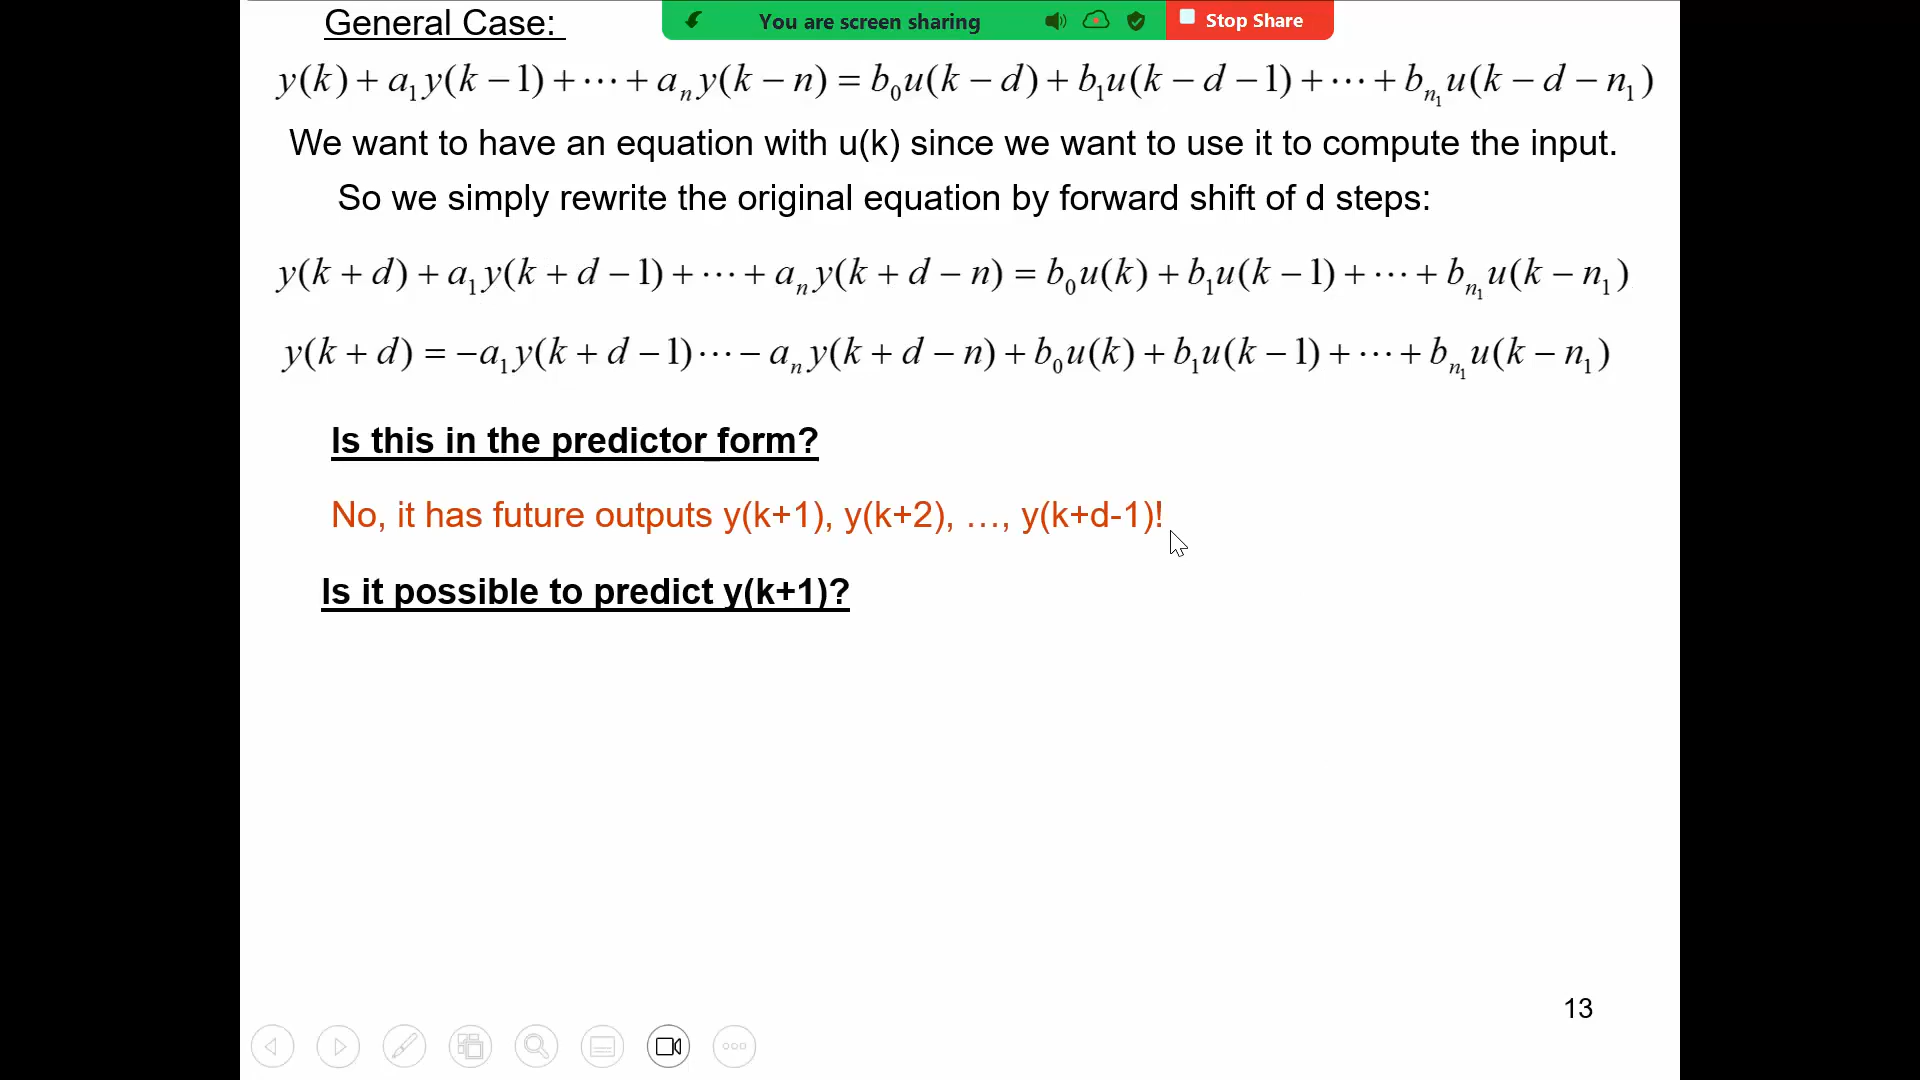 General Case:
You are screen sharing
Stop Share
y(k) + a₁y(k − 1) + ··· + aₙy(k − n) = b₀u(k − d) + b₁u(k − d − 1) + ··· + bₙ₁u(k − d − n₁)
We want to have an equation with u(k) since we want to use it to compute the input.
So we simply rewrite the original equation by forward shift of d steps:
y(k + d) + a₁y(k + d − 1) + ··· + aₙy(k + d − n) = b₀u(k) + b₁u(k − 1) + ··· + bₙ₁u(k − n₁)
y(k + d) = −a₁y(k + d − 1) ··· − aₙy(k + d − n) + b₀u(k) + b₁u(k − 1) + ··· + bₙ₁u(k − n₁)
Is this in the predictor form?
No, it has future outputs y(k+1), y(k+2), …, y(k+d-1)!
Is it possible to predict y(k+1)?
13